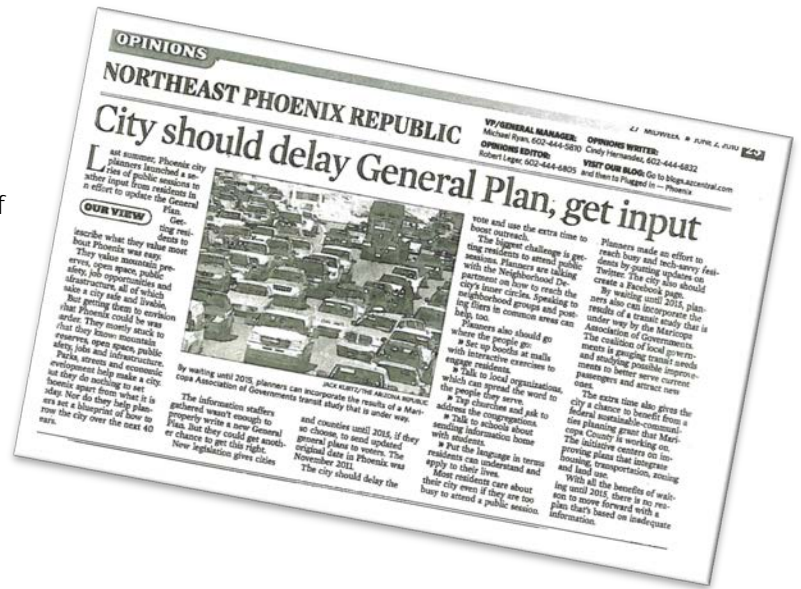 f
OPINIONS
27 MIDWEEK ■ JUNE 2, 2010
NORTHEAST PHOENIX REPUBLIC
VP/GENERAL MANAGER:
Michael Ryan, 602-444-5810
OPINIONS EDITOR:
Robert Leger, 602-444-6805
OPINIONS WRITER:
Cindy Hernandez, 602-444-6832
VISIT OUR BLOG: Go to blogs.azcentral.com
and then to Plugged In — Phoenix
City should delay General Plan, get input
Last summer, Phoenix city
planners launched a se-
ries of public sessions to
ather input from residents in
n effort to update the General
Plan.
OUR VIEW
Get-
ting resi-
dents to
escribe what they value most
bout Phoenix was easy.
They value mountain pre-
erves, open space, public
afety, job opportunities and
nfrastructure, all of which
ake a city safe and livable.
But getting them to envision
hat Phoenix could be was
arder. They mostly stuck to
hat they know: mountain
reserves, open space, public
afety, jobs and infrastructure.
Parks, streets and economic
evelopment help make a city,
ut they do nothing to set
hoenix apart from what it is
oday. Nor do they help plan-
ers set a blueprint of how to
row the city over the next 40
ears.
JACK KURTZ/THE ARIZONA REPUBLIC
By waiting until 2015, planners can incorporate the results of a Mari-
copa Association of Governments transit study that is under way.
The information staffers
gathered wasn't enough to
properly write a new General
Plan. But they could get anoth-
er chance to get this right.
New legislation gives cities
and counties until 2015, if they
so choose, to send updated
general plans to voters. The
original date in Phoenix was
November 2011.
The city should delay the
vote and use the extra time to
boost outreach.
The biggest challenge is get-
ting residents to attend public
sessions. Planners are talking
with the Neighborhood De-
partment on how to reach the
city's inner circles. Speaking to
neighborhood groups and post-
ing fliers in common areas can
help, too.
Planners also should go
where the people go:
» Set up booths at malls
with interactive exercises to
engage residents.
» Talk to local organizations,
which can spread the word to
the people they serve.
» Tap churches and ask to
address the congregations.
» Talk to schools about
sending information home
with students.
» Put the language in terms
residents can understand and
apply to their lives.
Most residents care about
their city even if they are too
busy to attend a public session.
Planners made an effort to
reach busy and tech-savvy resi-
dents by putting updates on
Twitter. The city also should
create a Facebook page.
By waiting until 2015, plan-
ners also can incorporate the
results of a transit study that is
under way by the Maricopa
Association of Governments.
The coalition of local govern-
ments is gauging transit needs
and studying possible improve-
ments to better serve current
passengers and attract new
ones.
The extra time also gives the
city a chance to benefit from a
federal sustainable-communi-
ties planning grant that Mari-
copa County is working on.
The initiative centers on im-
proving plans that integrate
housing, transportation, zoning
and land use.
With all the benefits of wait-
ing until 2015, there is no rea-
son to move forward with a
plan that's based on inadequate
information.